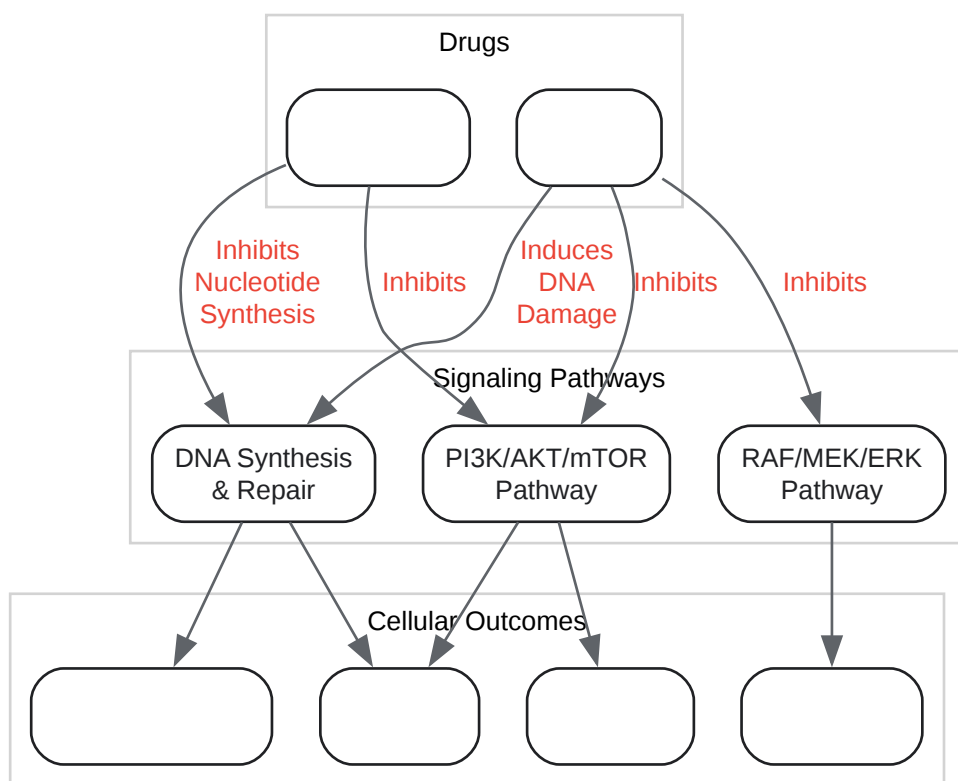 Drugs
Inhibits
Nucleotide
Synthesis
Inhibits
Induces
DNA
Damage
Inhibits
Inhibits
Signaling Pathways
DNA Synthesis
& Repair
PI3K/AKT/mTOR
Pathway
RAF/MEK/ERK
Pathway
Cellular Outcomes